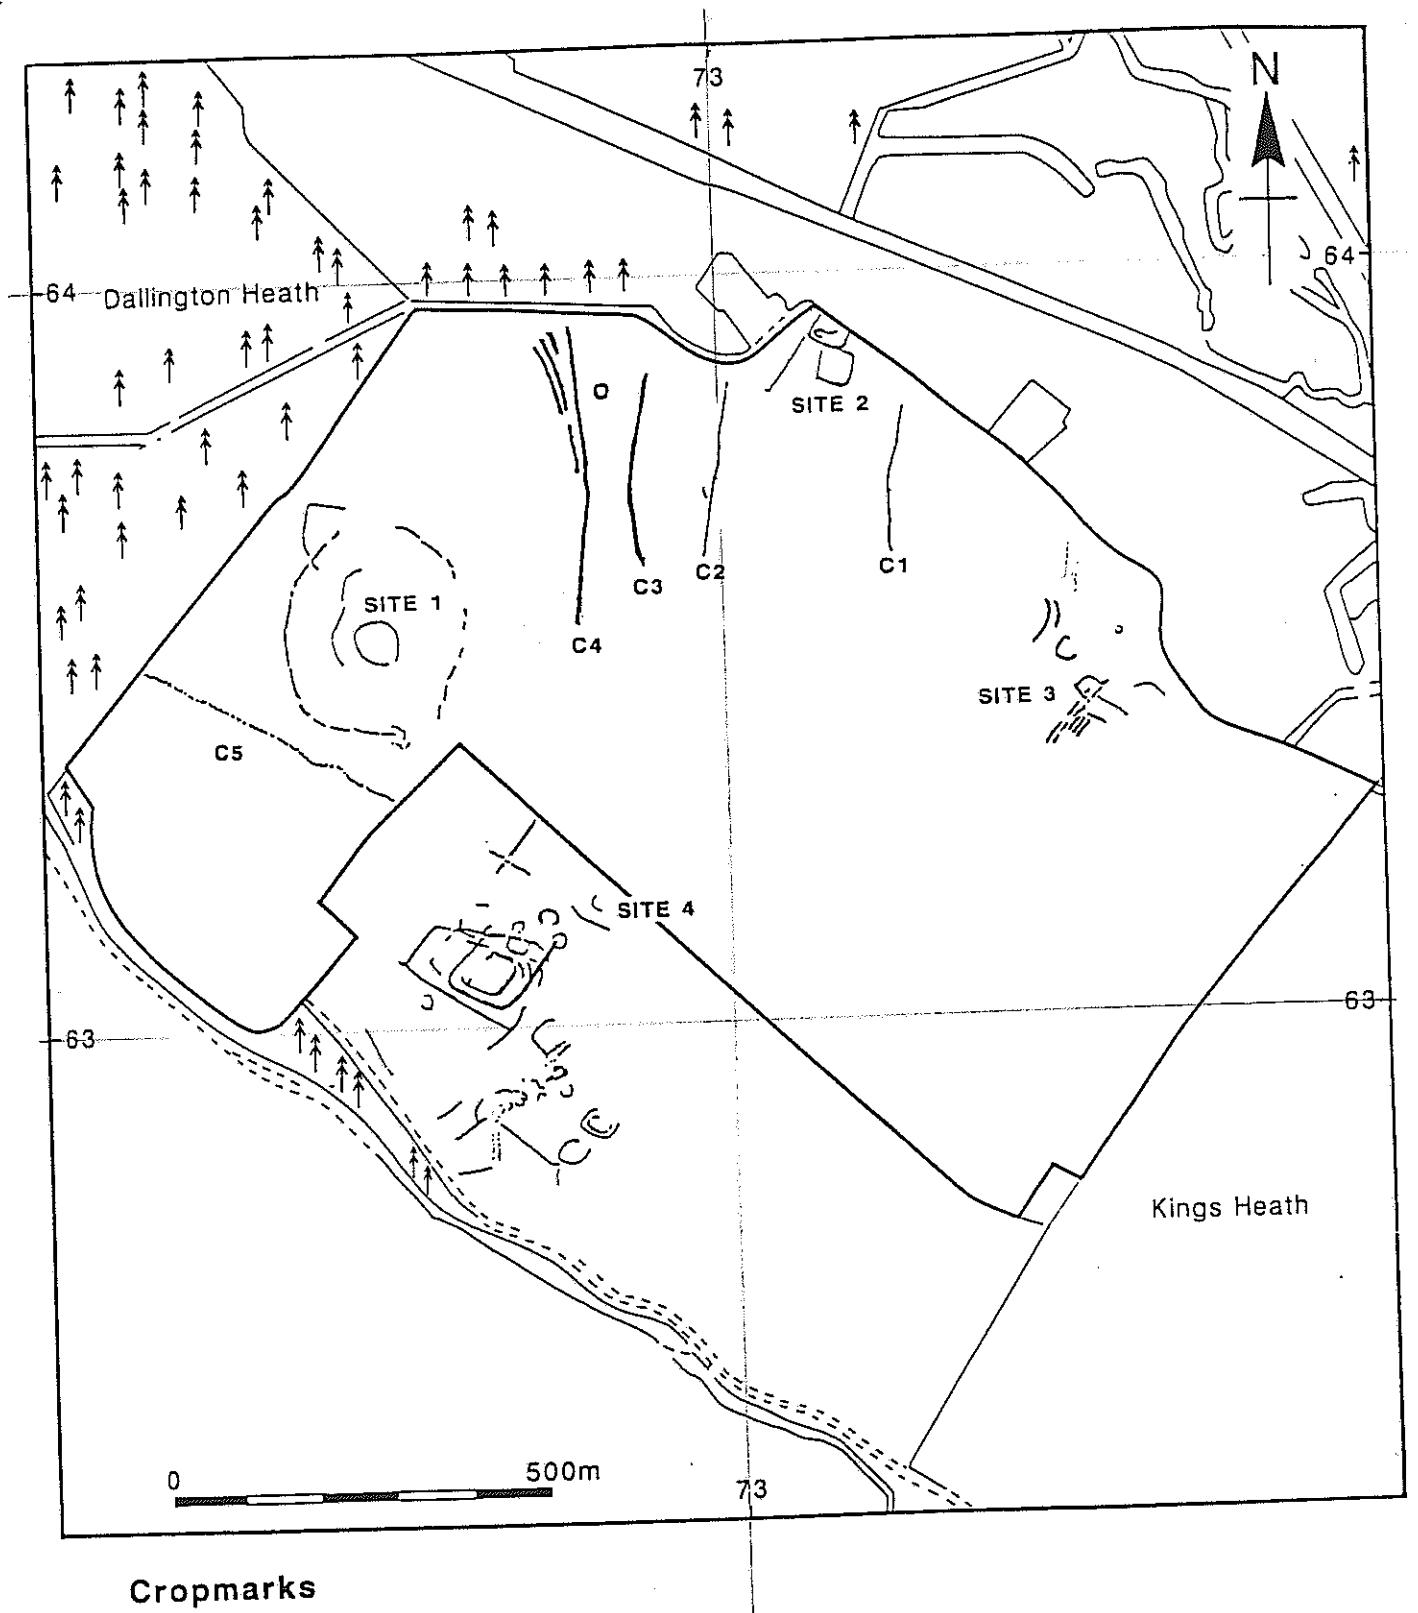 73
N
64
64
Dallington Heath
SITE 2
C1
C2
C3
SITE 1
C4
SITE 3
C5
SITE 4
63
63
Kings Heath
0
500m
73
Cropmarks